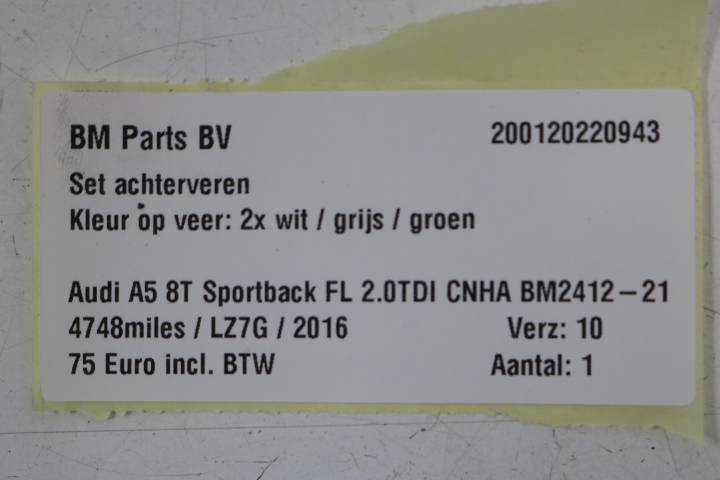 BM Parts BV 200120220943
Set achterveren
Kleur op veer: 2x wit / grijs / groen
Audi A5 8T Sportback FL 2.0TDI CNHA BM2412-21
4748miles / LZ7G / 2016 Verz: 10
75 Euro incl. BTW Aantal: 1